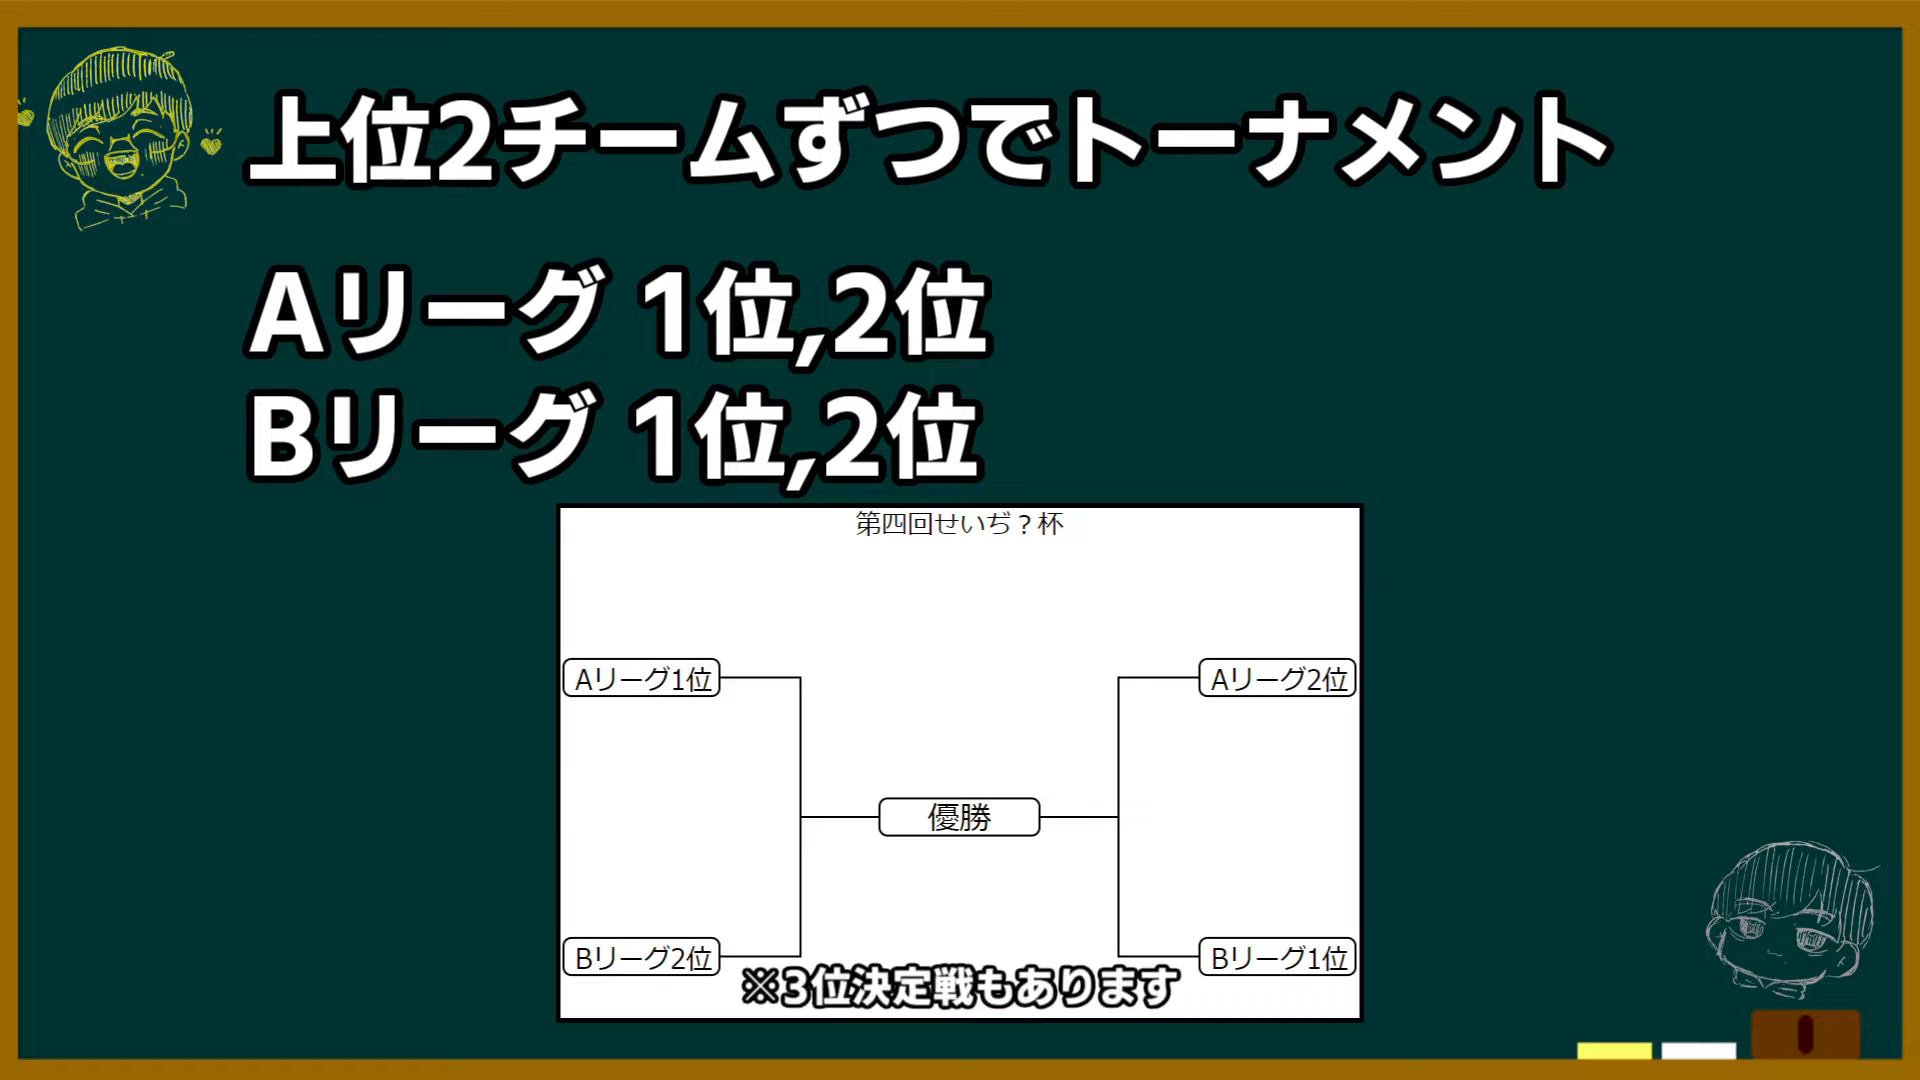 上位2チームずつでトーナメント
Aリーグ 1位,2位
Bリーグ 1位,2位
第四回せいぢ？杯
Aリーグ1位
Aリーグ2位
優勝
Bリーグ2位
Bリーグ1位
※3位決定戦もあります